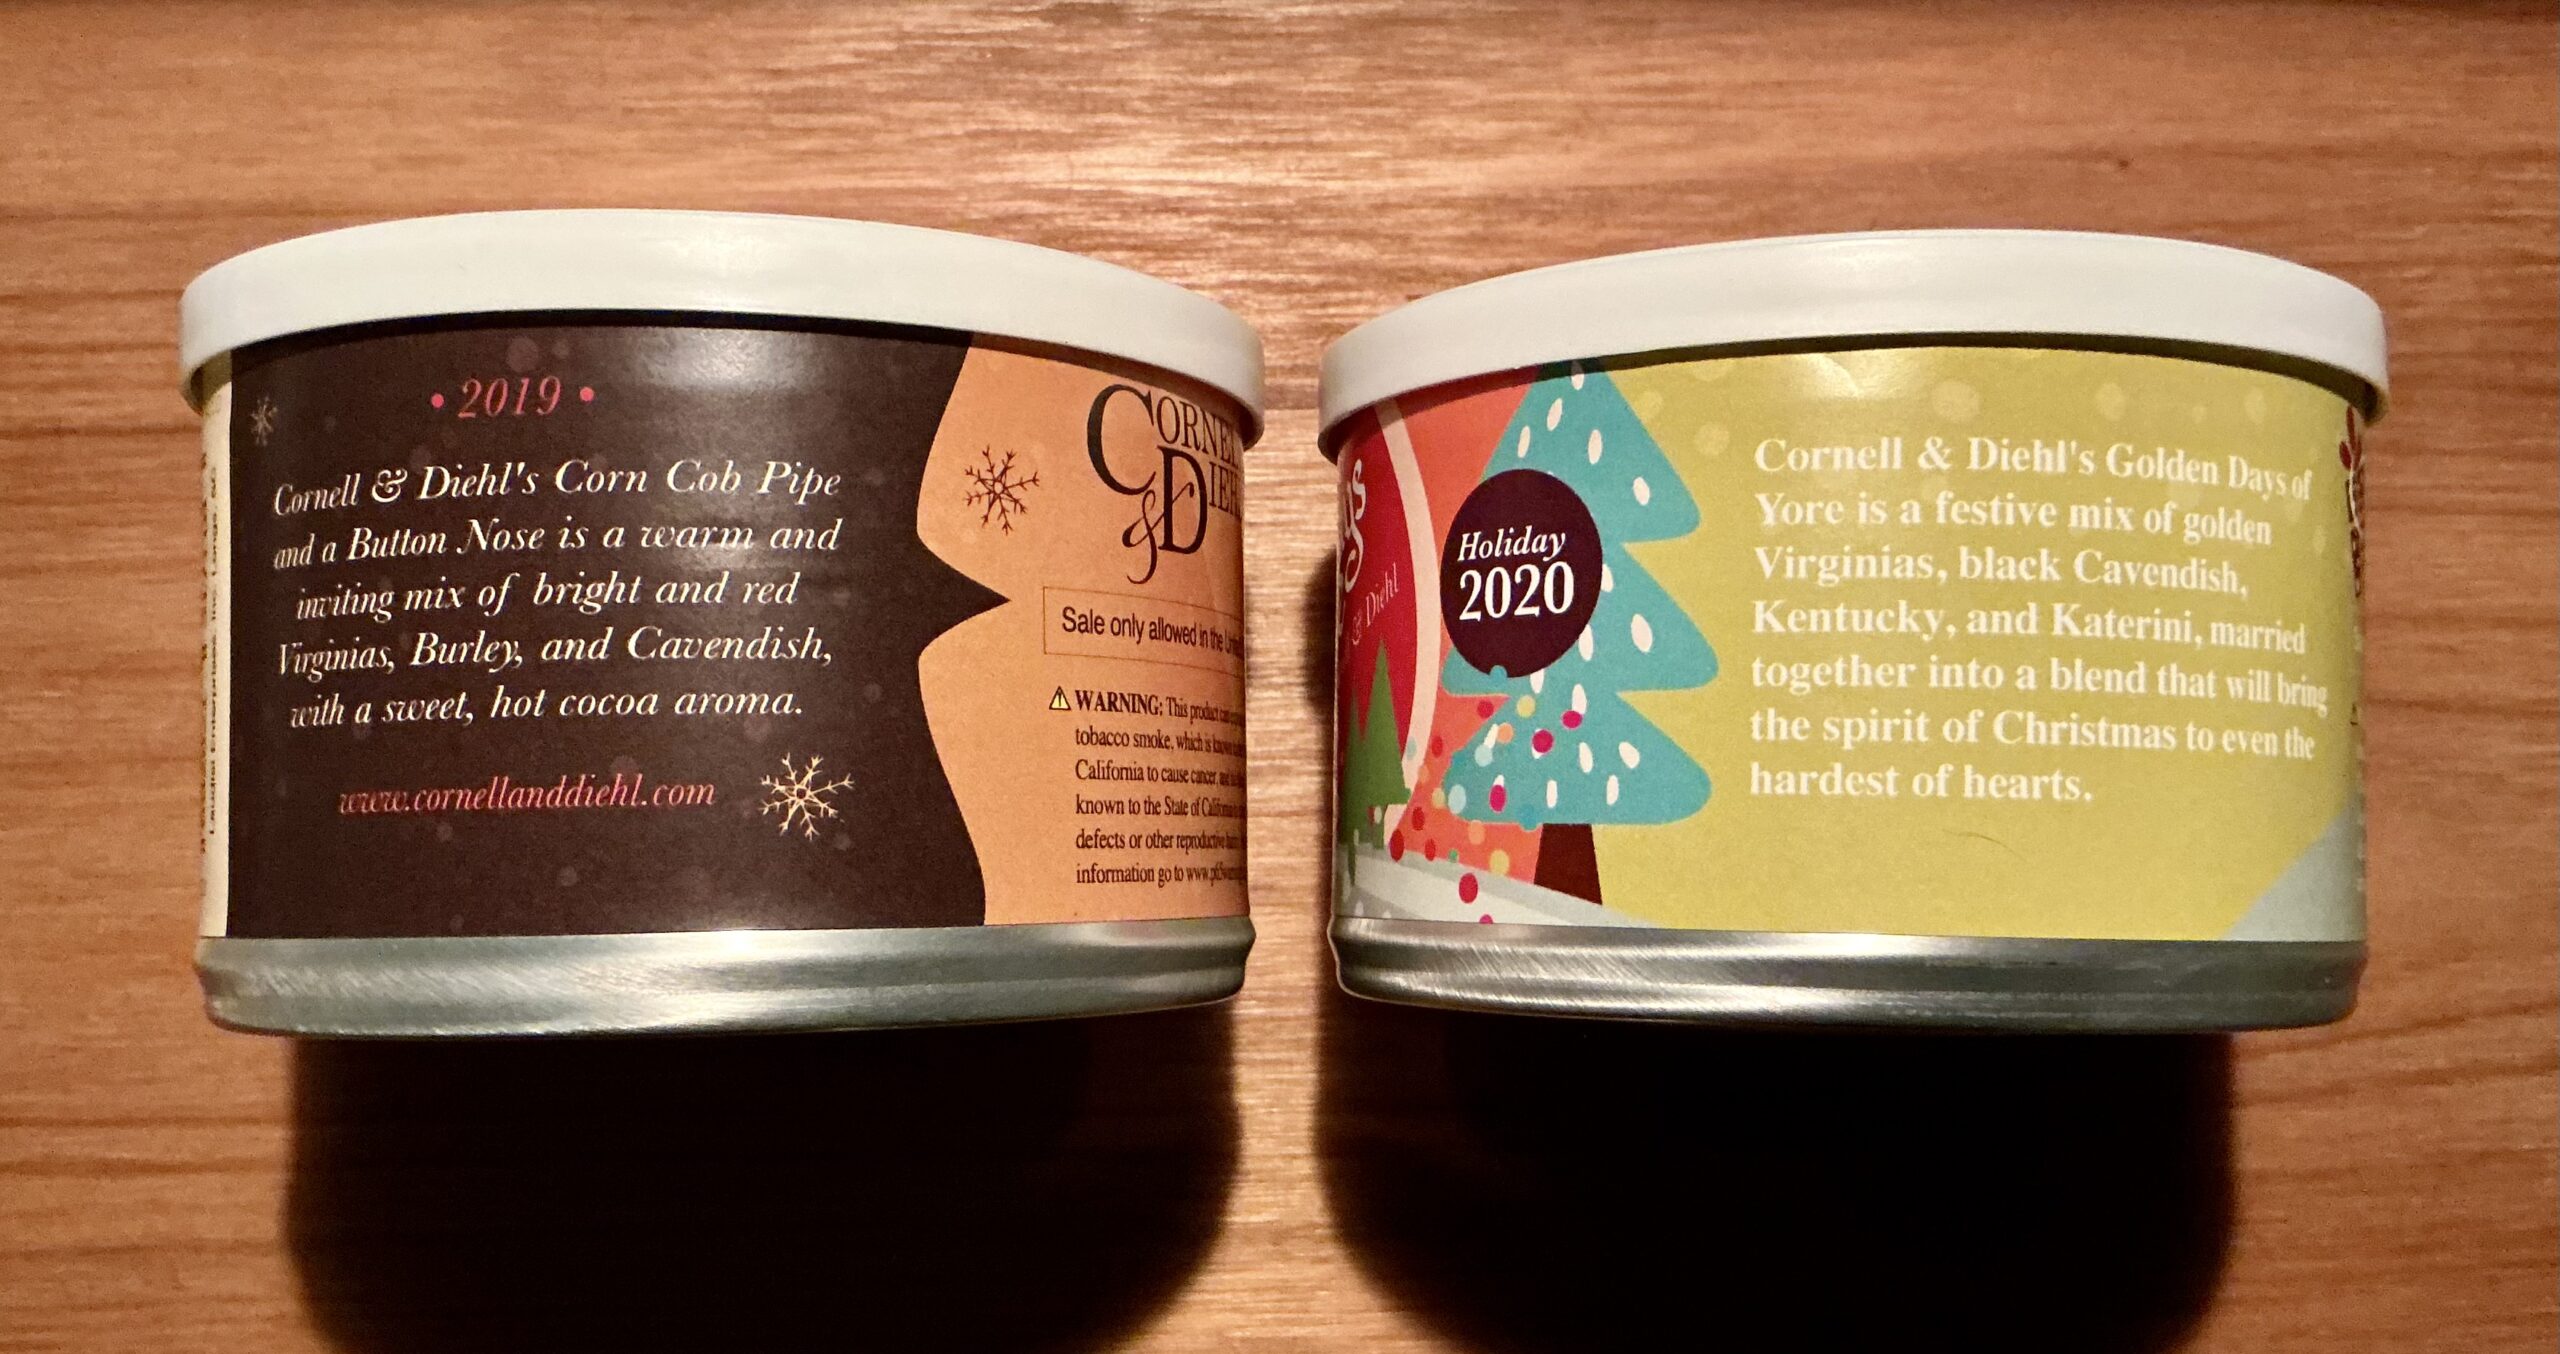 • 2019 •
Cornell & Diehl's Corn Cob Pipe
and a Button Nose is a warm and
inviting mix of bright and red
Virginias, Burley, and Cavendish,
with a sweet, hot cocoa aroma.
www.cornellanddiehl.com
CORNEL
& DIEH
Sale only allowed in the
WARNING: This product can
tobacco smoke, which is
California to cause cancer, and
known to the State of California
defects or other reproductive
information go to
& Diehl
Holiday
2020
Cornell & Diehl's Golden Days of
Yore is a festive mix of golden
Virginias, black Cavendish,
Kentucky, and Katerini, married
together into a blend that will bring
the spirit of Christmas to even the
hardest of hearts.